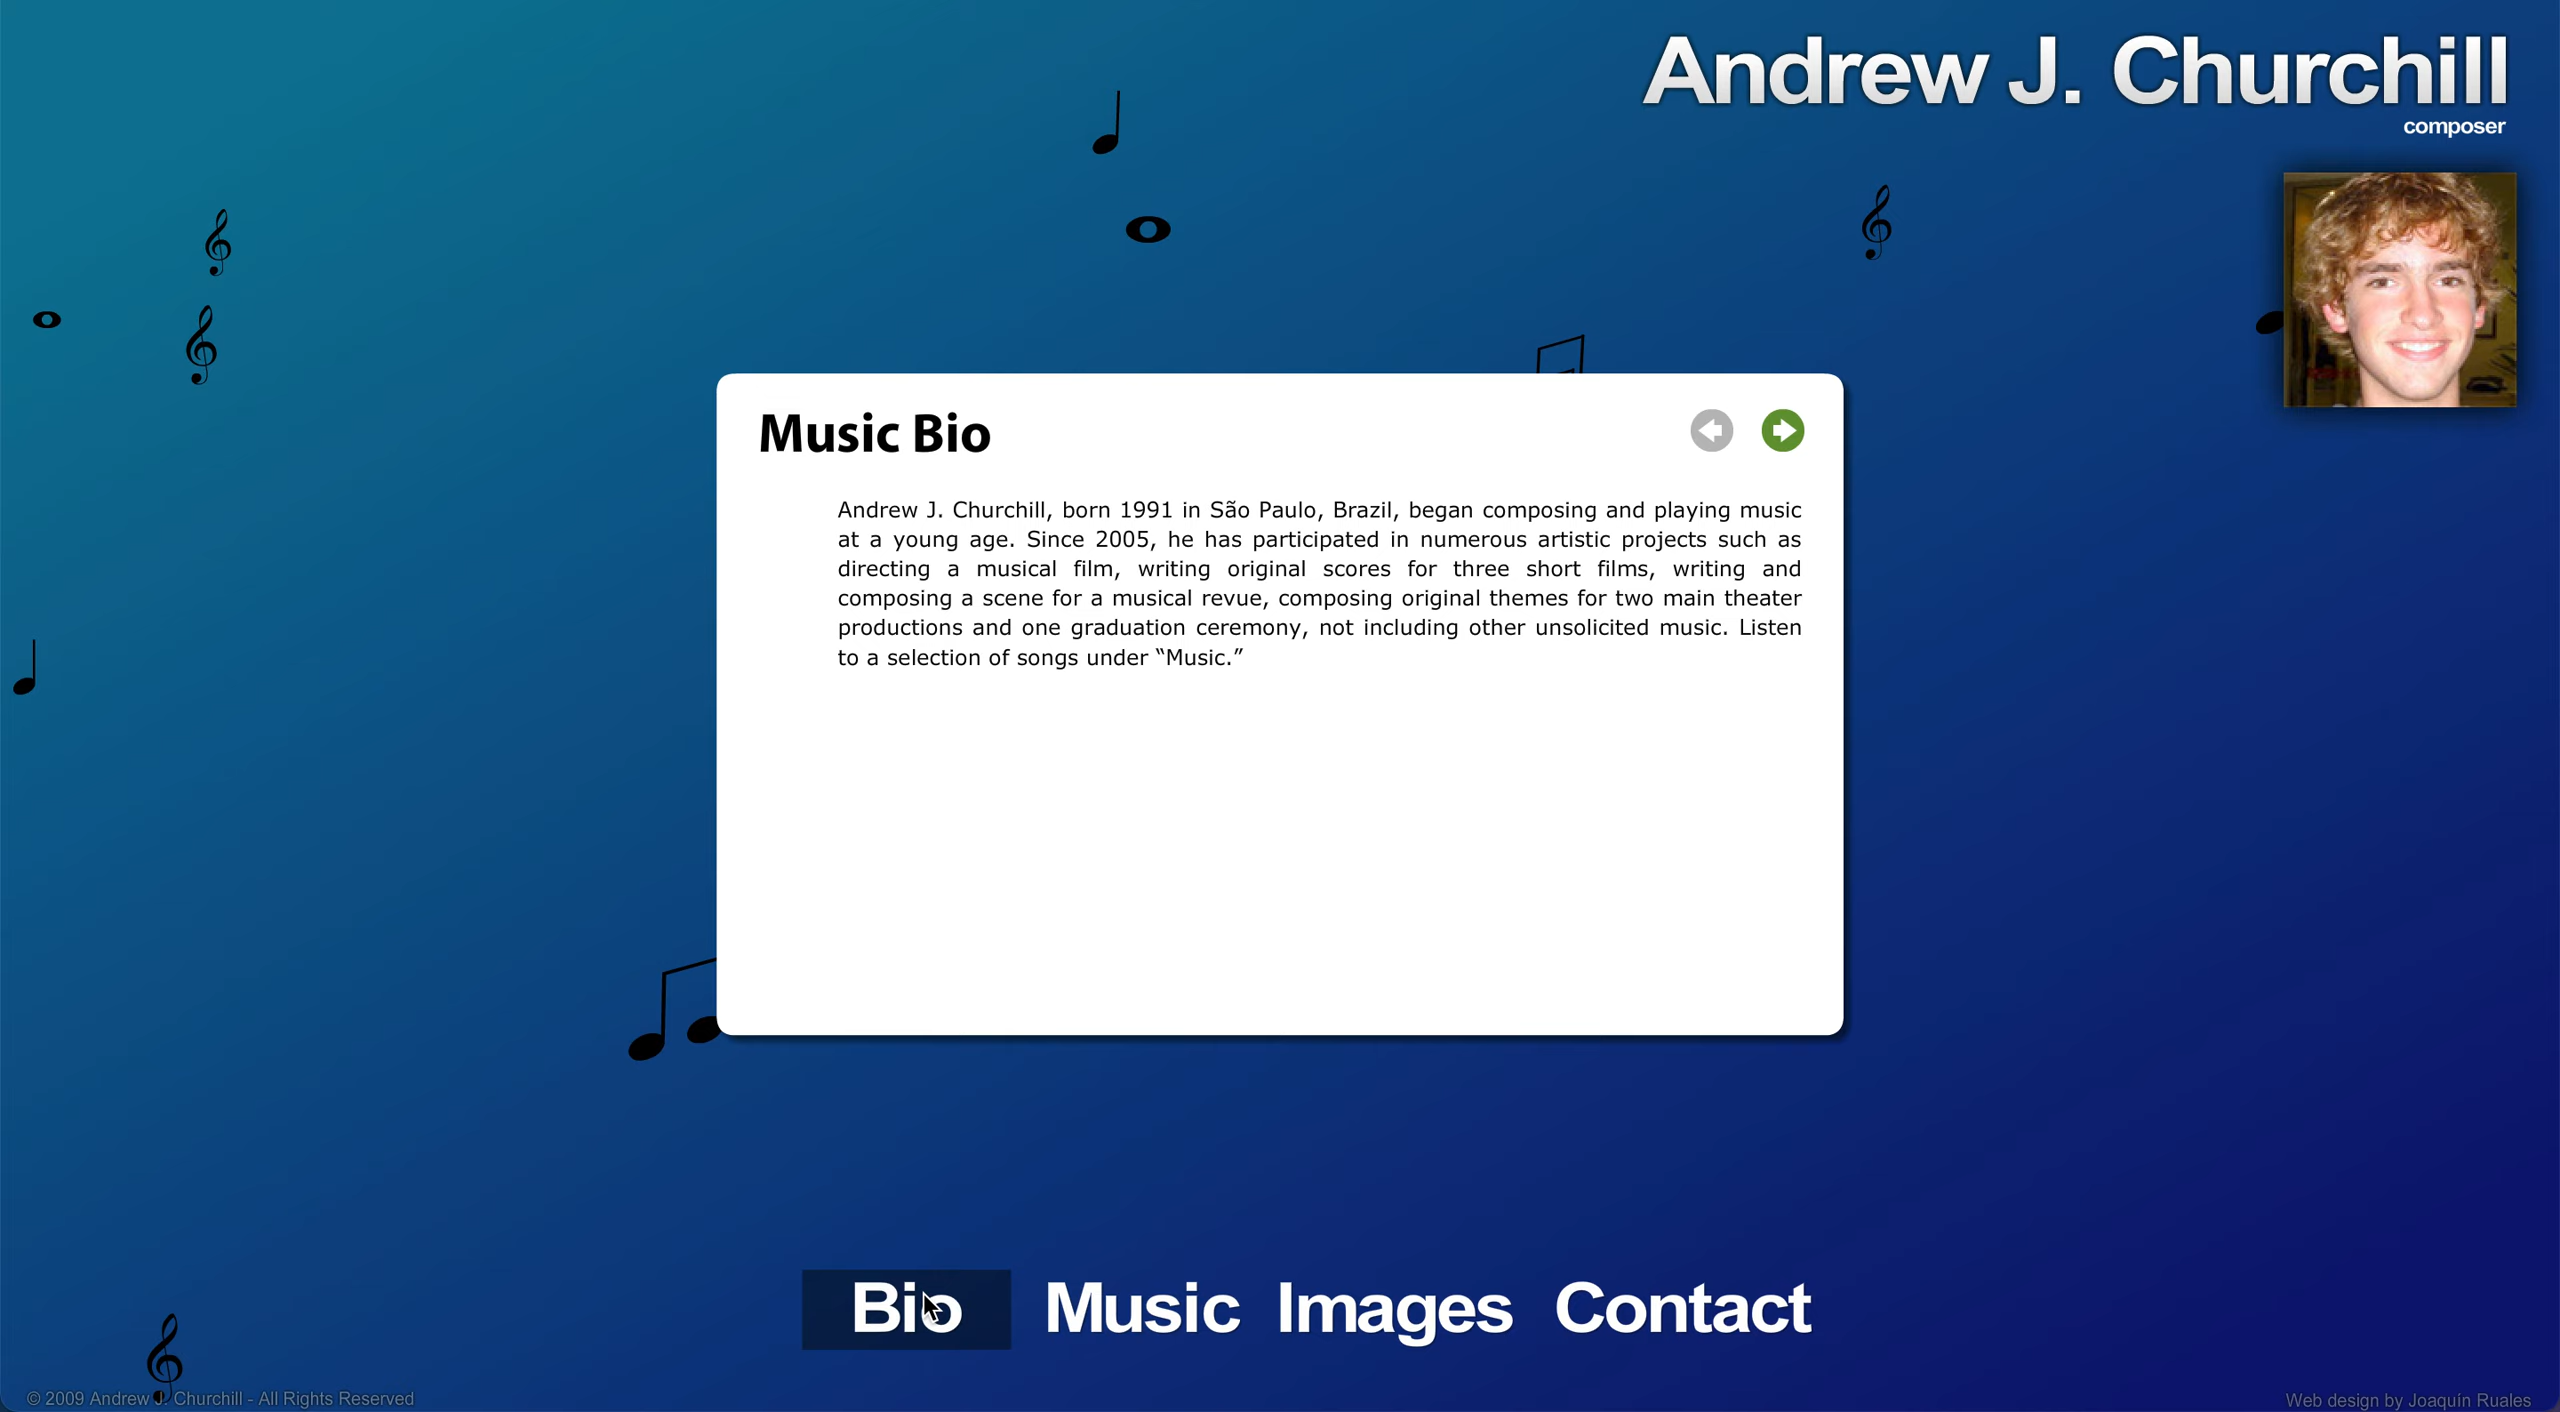 Andrew J. Churchill
composer
Music Bio
Andrew J. Churchill, born 1991 in São Paulo, Brazil, began composing and playing music
at a young age. Since 2005, he has participated in numerous artistic projects such as
directing a musical film, writing original scores for three short films, writing and
composing a scene for a musical revue, composing original themes for two main theater
productions and one graduation ceremony, not including other unsolicited music. Listen
to a selection of songs under “Music.”
Bio Music Images Contact
© 2009 Andrew J. Churchill - All Rights Reserved
Web design by Joaquín Ruales